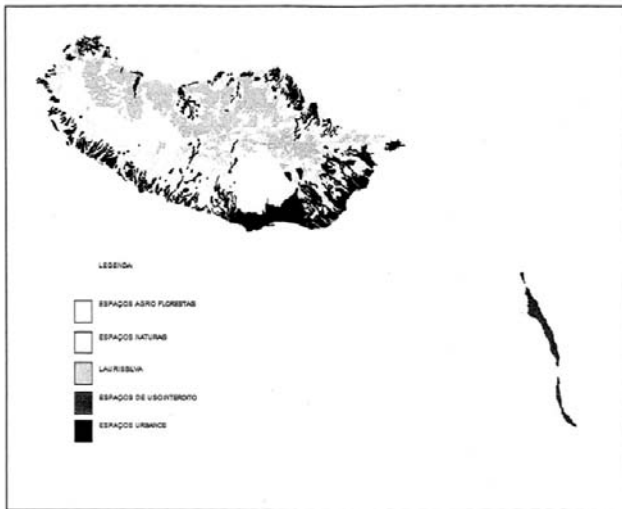 LEGENDA
ESPAÇOS AGRO FLORESTAIS
ESPAÇOS NATURAIS
LAURISSILVA
ESPAÇOS DE USO INTERDITO
ESPAÇOS URBANOS